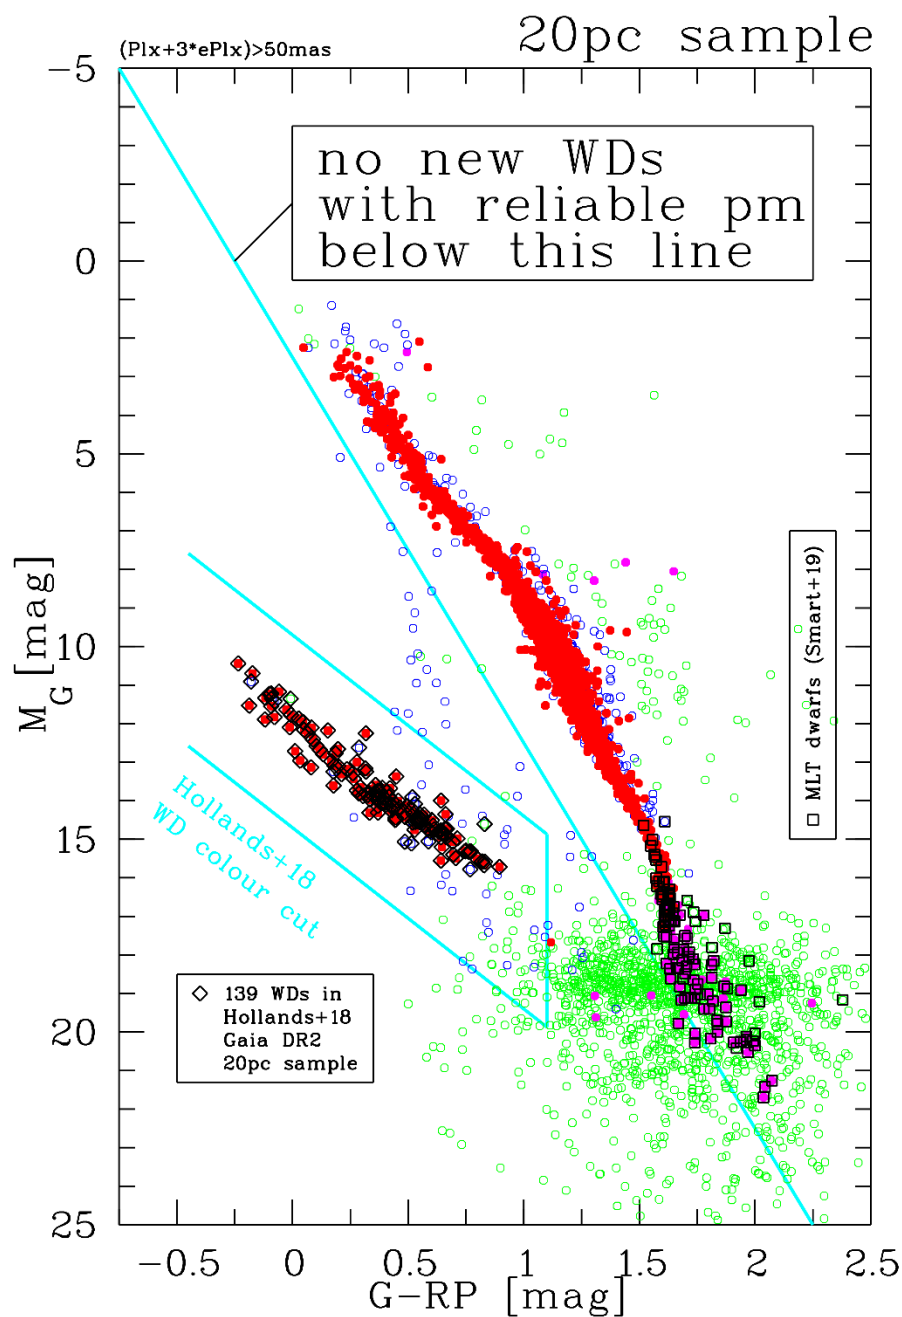 20pc sample
(Plx+3*ePlx)>50mas
no new WDs
with reliable pm
below this line
−5
0
5
10
15
20
25
M_G [mag]
MLT dwarfs (Smart+19)
Hollands+18
WD colour cut
139 WDs in
Hollands+18
Gaia DR2
20pc sample
−0.5 0 0.5 1 1.5 2 2.5
G−RP [mag]